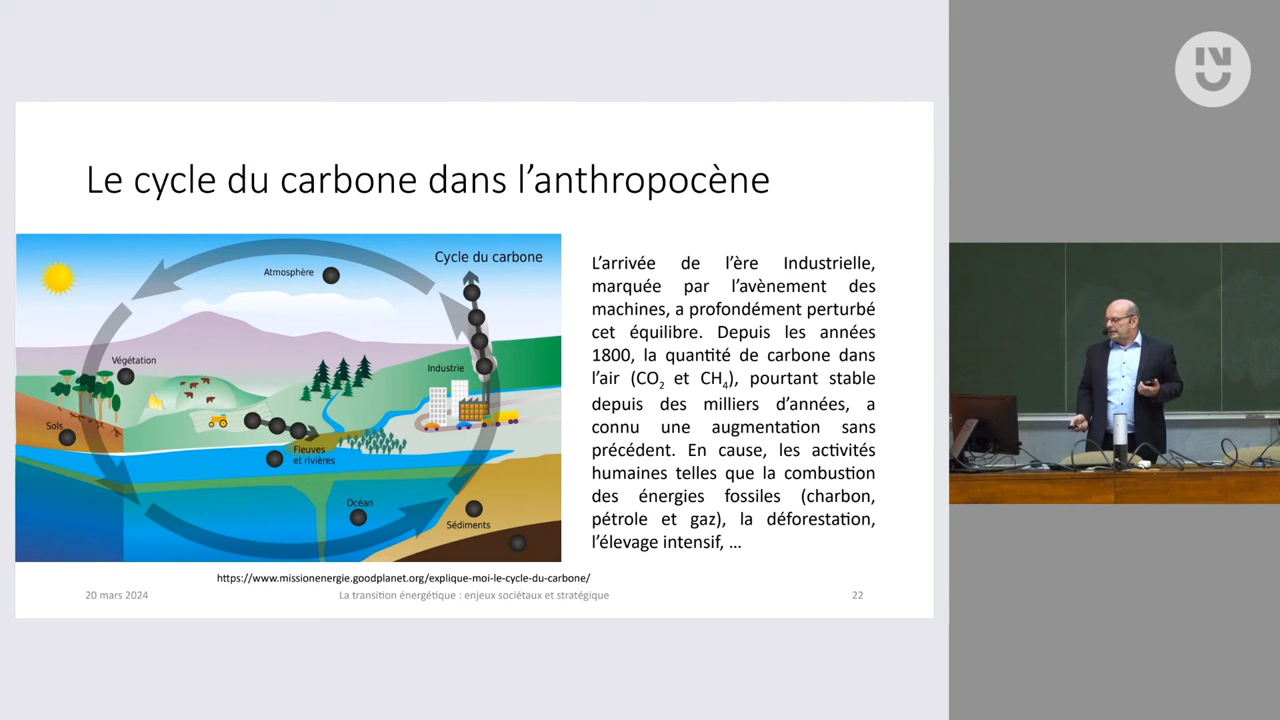 Le cycle du carbone dans l’anthropocène
Cycle du carbone
Atmosphère
Végétation
Industrie
Sols
Fleuves
et rivières
Océan
Sédiments
L’arrivée de l’ère Industrielle,
marquée par l’avènement des
machines, a profondément perturbé
cet équilibre. Depuis les années
1800, la quantité de carbone dans
l’air (CO₂ et CH₄), pourtant stable
depuis des milliers d’années, a
connu une augmentation sans
précédent. En cause, les activités
humaines telles que la combustion
des énergies fossiles (charbon,
pétrole et gaz), la déforestation,
l’élevage intensif, …
https://www.missionenergie.goodplanet.org/explique-moi-le-cycle-du-carbone/
20 mars 2024
La transition énergétique : enjeux sociétaux et stratégique
22